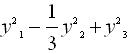 y²₁ − 1/3 y²₂ + y²₃